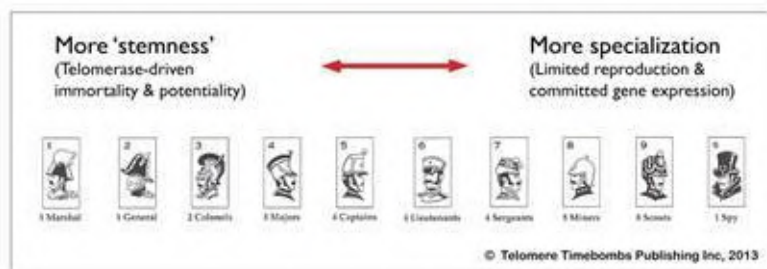 More 'stemness'
(Telomerase-driven
immortality & potentiality)
More specialization
(Limited reproduction &
committed gene expression)
1 2 3 4 5 6 7 8 9 S
1 Marshal 1 General 2 Colonels 3 Majors 4 Captains 4 Lieutenants 4 Sergeants 5 Miners 8 Scouts 1 Spy
© Telomere Timebombs Publishing Inc, 2013